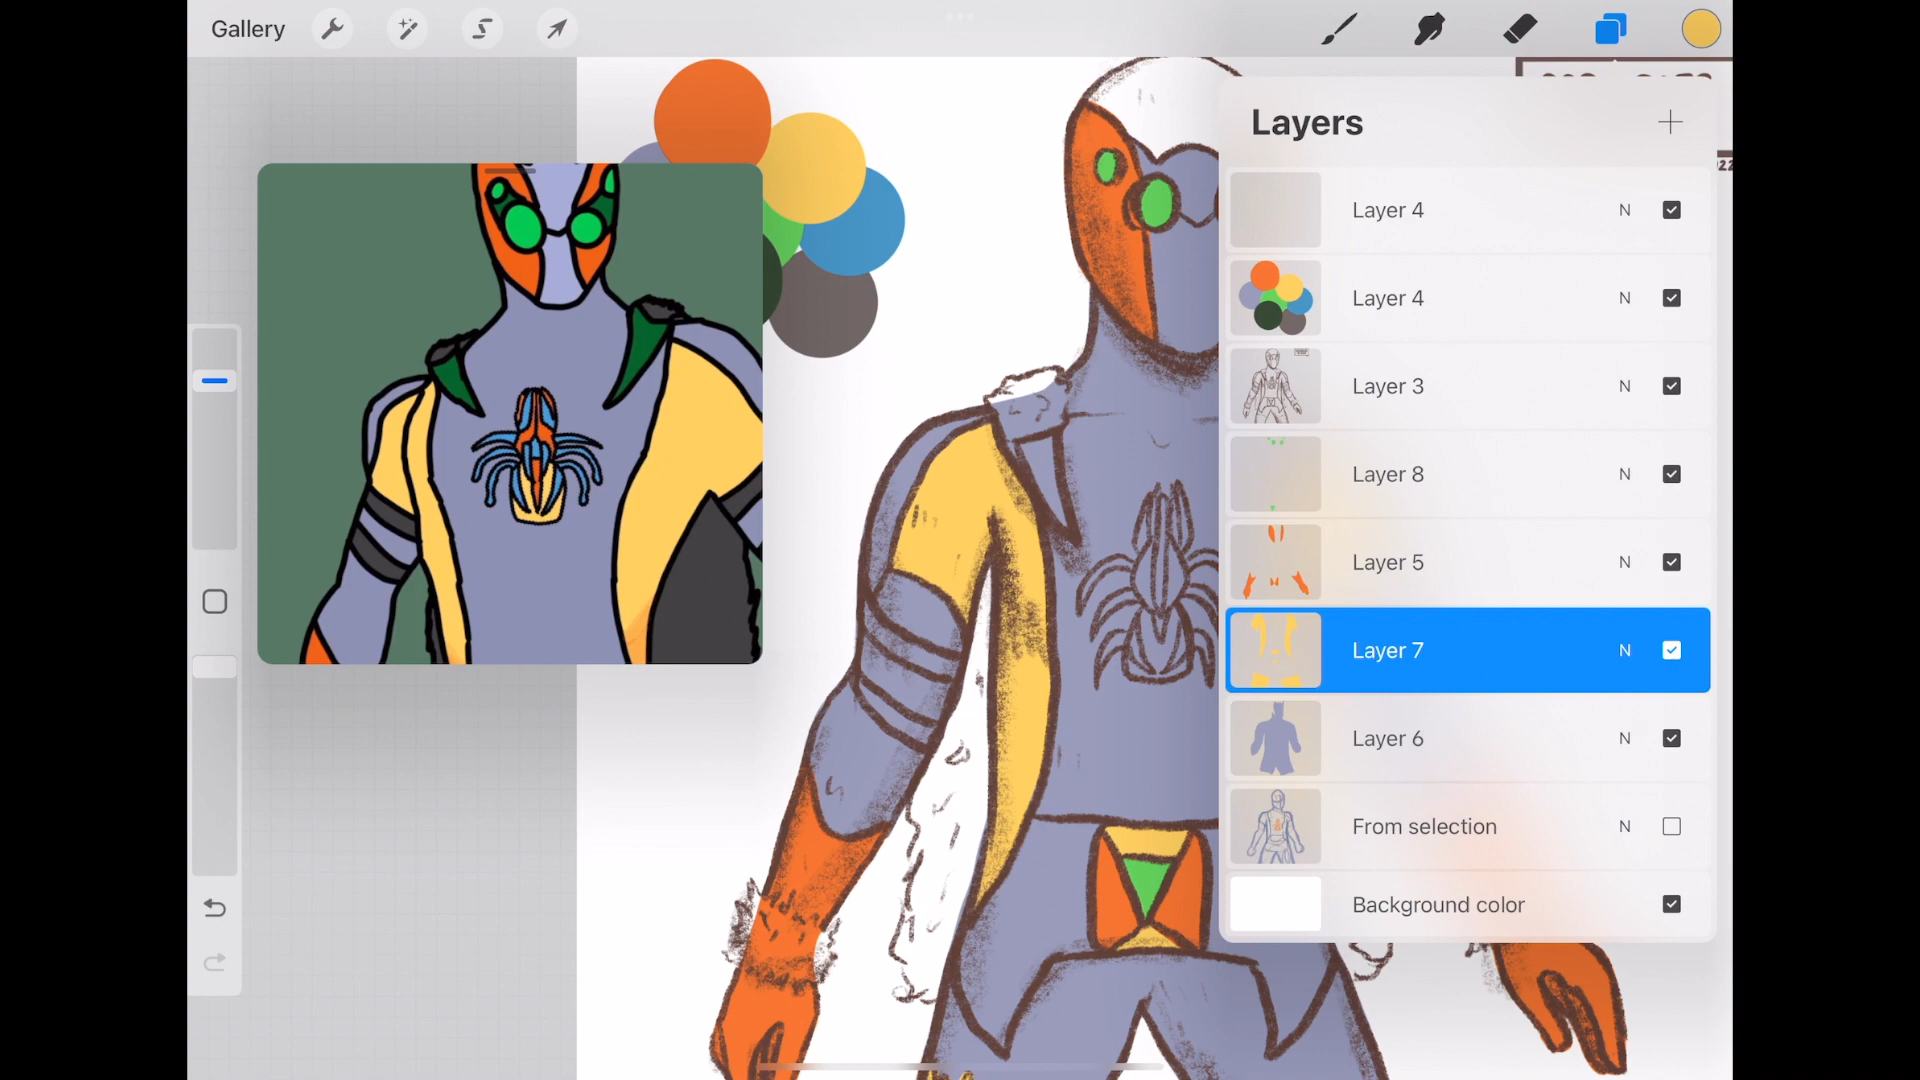 Gallery
Layers
Layer 4 N
Layer 4 N
Layer 3 N
Layer 8 N
Layer 5 N
Layer 7 N
Layer 6 N
From selection N
Background color